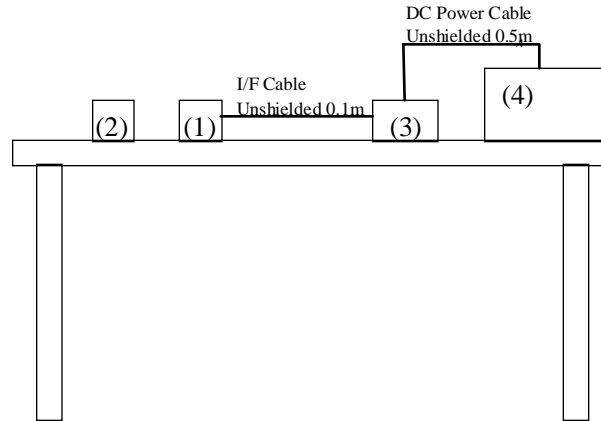 DC Power Cable
Unshielded 0.5m
I/F Cable
Unshielded 0.1m
(2)
(1)
(3)
(4)